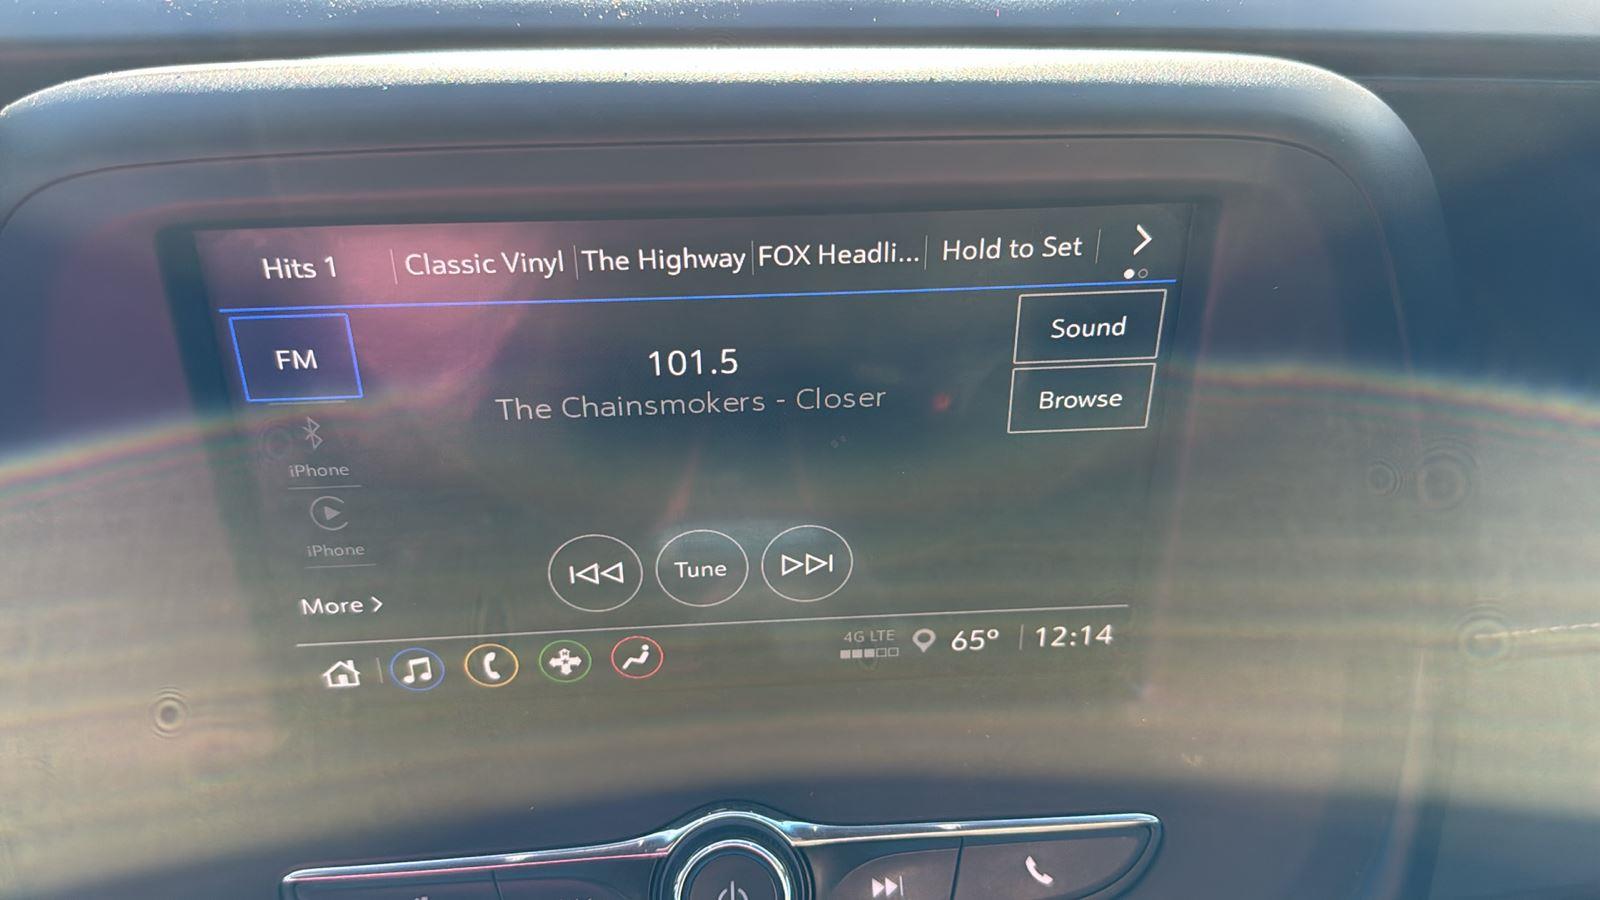 Hits 1
Classic Vinyl
The Highway
FOX Headli...
Hold to Set
FM
101.5
The Chainsmokers - Closer
Sound
Browse
iPhone
iPhone
More >
Tune
4G LTE
65°
12:14